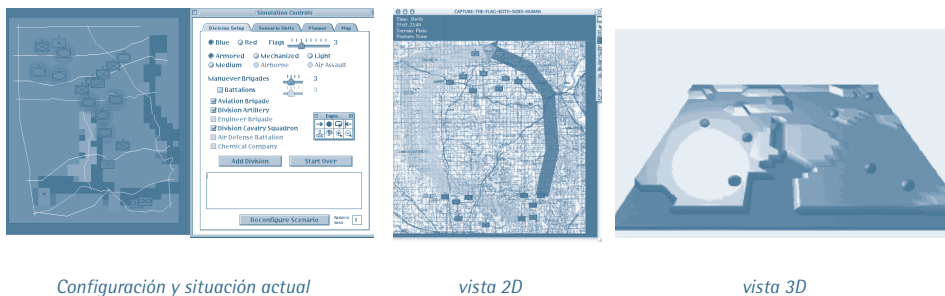 Simulation Controls
Division Setup Scenario Units Planner Map
Blue Red Flags 3
Armored Mechanized Light
Medium Airborne Air Assault
Manuever Brigades 3
Battalions 3
Aviation Brigade
Division Artillery
Engineer Brigade
Division Cavalry Squadron
Air Defense Battalion
Chemical Company
Add Division Start Over
Reconfigure Scenario
CAPTURE-THE-FLAG-BOTH-SIDES-HUMAN
Configuración y situación actual
vista 2D
vista 3D